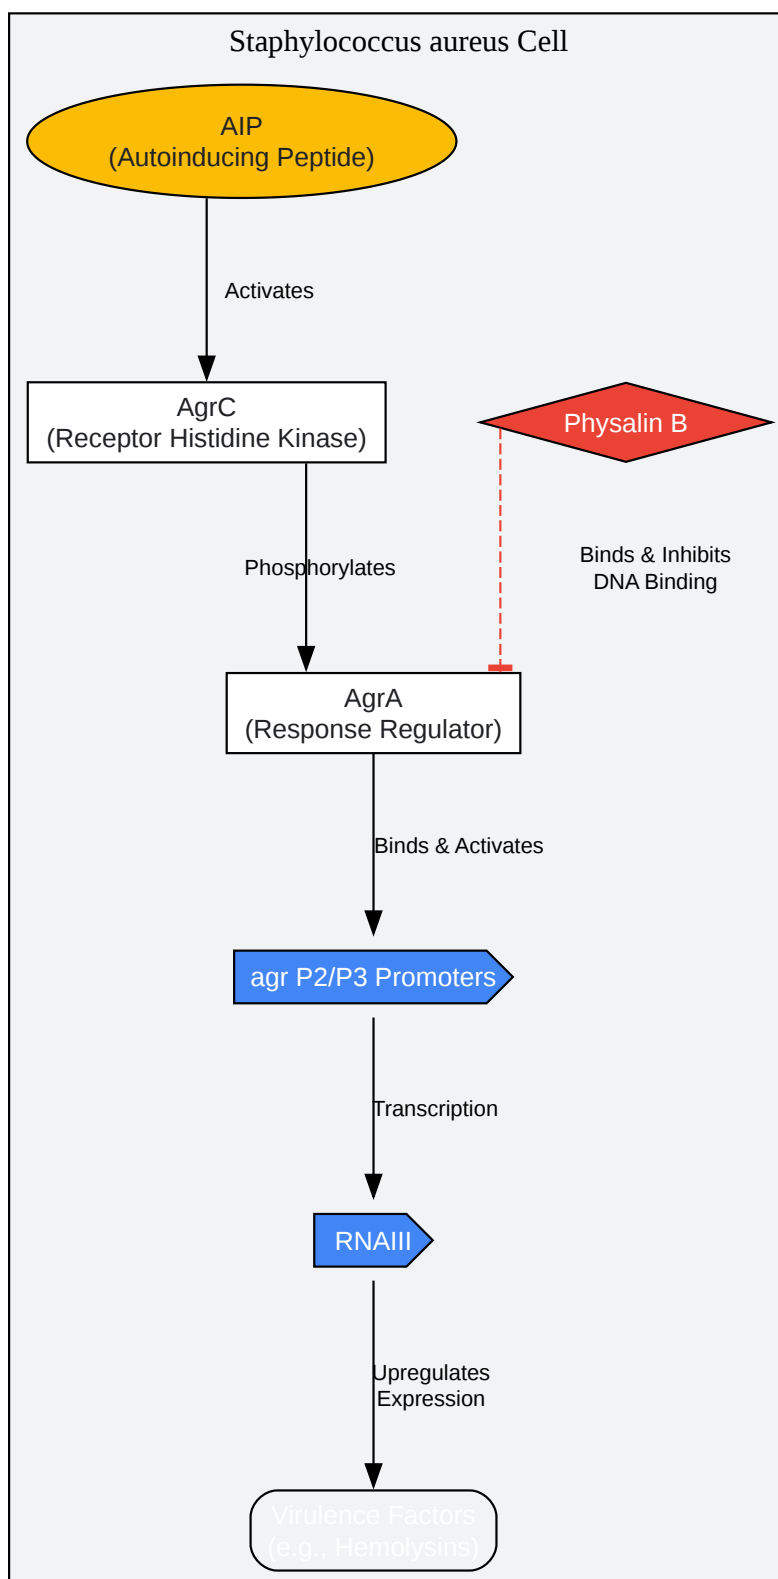 Staphylococcus aureus Cell
AIP
(Autoinducing Peptide)
Activates
AgrC
(Receptor Histidine Kinase)
Physalin B
Phosphorylates
Binds & Inhibits
DNA Binding
AgrA
(Response Regulator)
Binds & Activates
agr P2/P3 Promoters
Transcription
RNAIII
Upregulates
Expression
Virulence Factors
(e.g., Hemolysins)